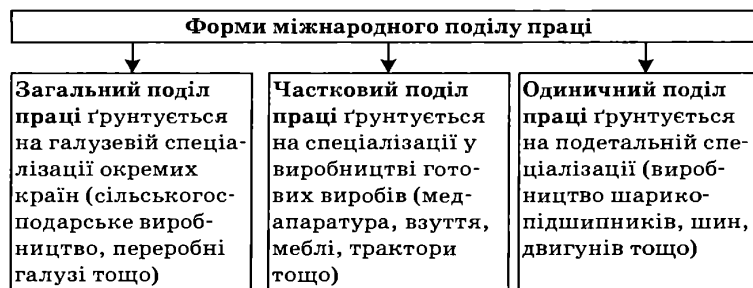 Форми міжнародного поділу праці
Загальний поділ
праці ґрунтується
на галузевій спеціа-
лізації окремих
країн (сільськогос-
подарське вироб-
ництво, переробні
галузі тощо)
Частковий поділ
праці ґрунтується
на спеціалізації у
виробництві гото-
вих виробів (мед-
апаратура, взуття,
меблі, трактори
тощо)
Одиничний поділ
праці ґрунтується
на подетальній спе-
ціалізації (вироб-
ництво шарико-
підшипників, шин,
двигунів тощо)